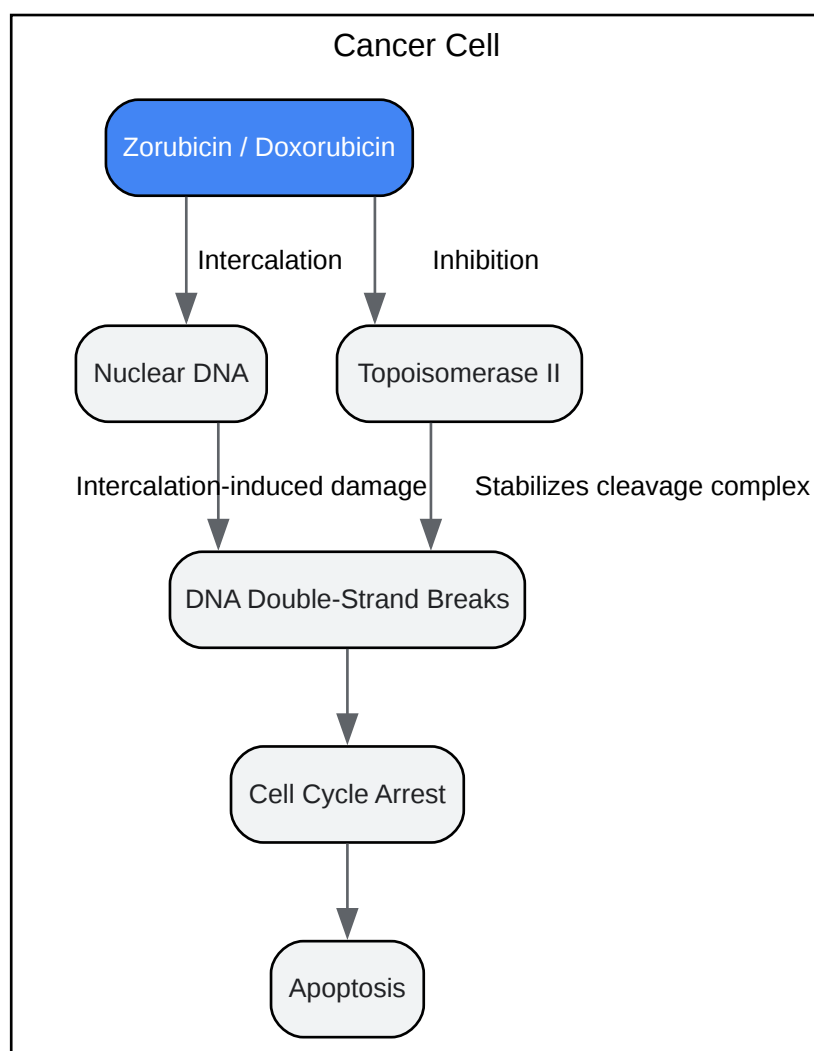 Cancer Cell
Zorubicin / Doxorubicin
Intercalation
Inhibition
Nuclear DNA
Topoisomerase II
Intercalation-induced damage
Stabilizes cleavage complex
DNA Double-Strand Breaks
Cell Cycle Arrest
Apoptosis